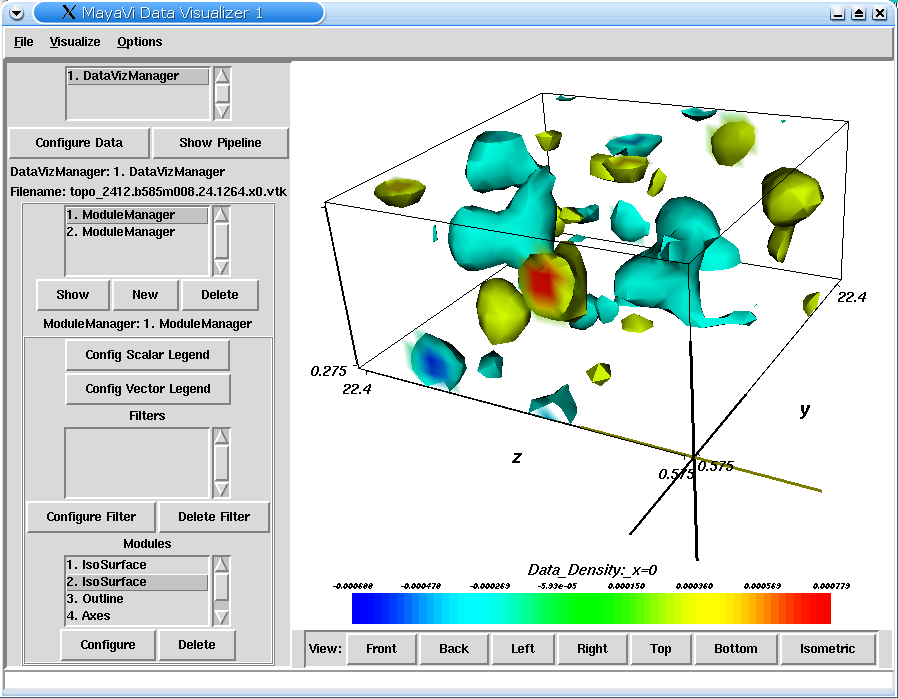 MayaVi Data Visualizer 1
File Visualize Options
1. DataVizManager
Configure Data Show Pipeline
DataVizManager: 1. DataVizManager
Filename: topo_2412.b585m008.24.1264.x0.vtk
1. ModuleManager
2. ModuleManager
Show New Delete
ModuleManager: 1. ModuleManager
Config Scalar Legend
Config Vector Legend
Filters
Configure Filter Delete Filter
Modules
1. IsoSurface
2. IsoSurface
3. Outline
4. Axes
Configure Delete
22.4
0.275
22.4
y
z
0.575
0.575
Data_Density:_x=0
-0.000688 -0.000478 -0.000269 -5.93e-05 0.000150 0.000360 0.000569 0.000779
View: Front Back Left Right Top Bottom Isometric